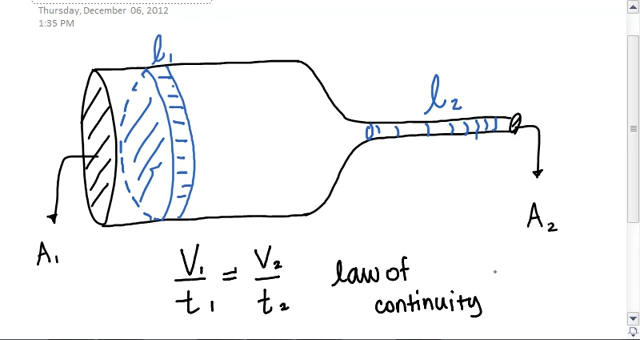 Thursday, December 06, 2012
1:35 PM
l₁
l₂
A₁
A₂
V₁/t₁ = V₂/t₂
law of
continuity